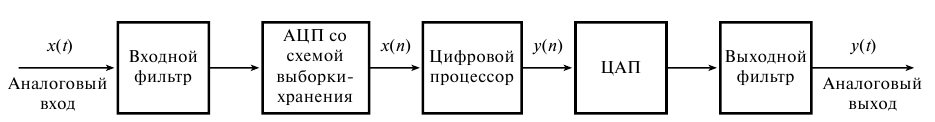 x(t)
Аналоговый
вход
Входной
фильтр
АЦП со
схемой
выборки-
хранения
x(n)
Цифровой
процессор
y(n)
ЦАП
Выходной
фильтр
y(t)
Аналоговый
выход